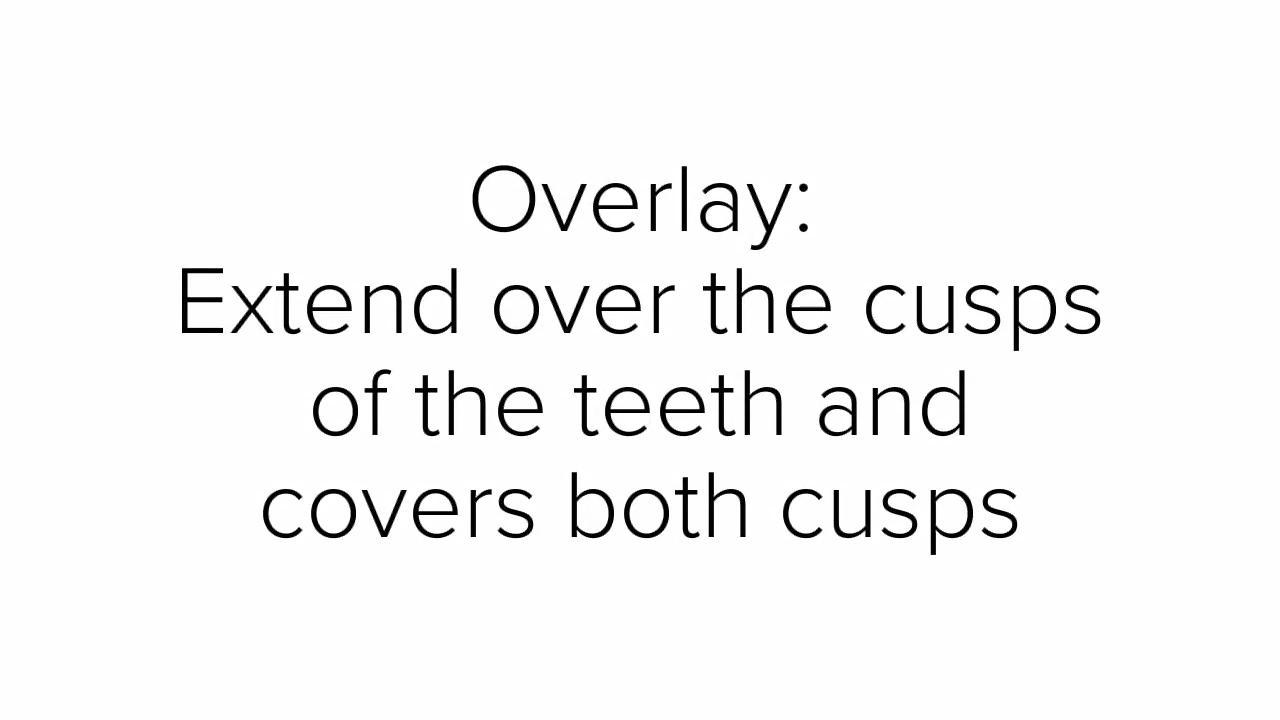 Overlay:
Extend over the cusps
of the teeth and
covers both cusps